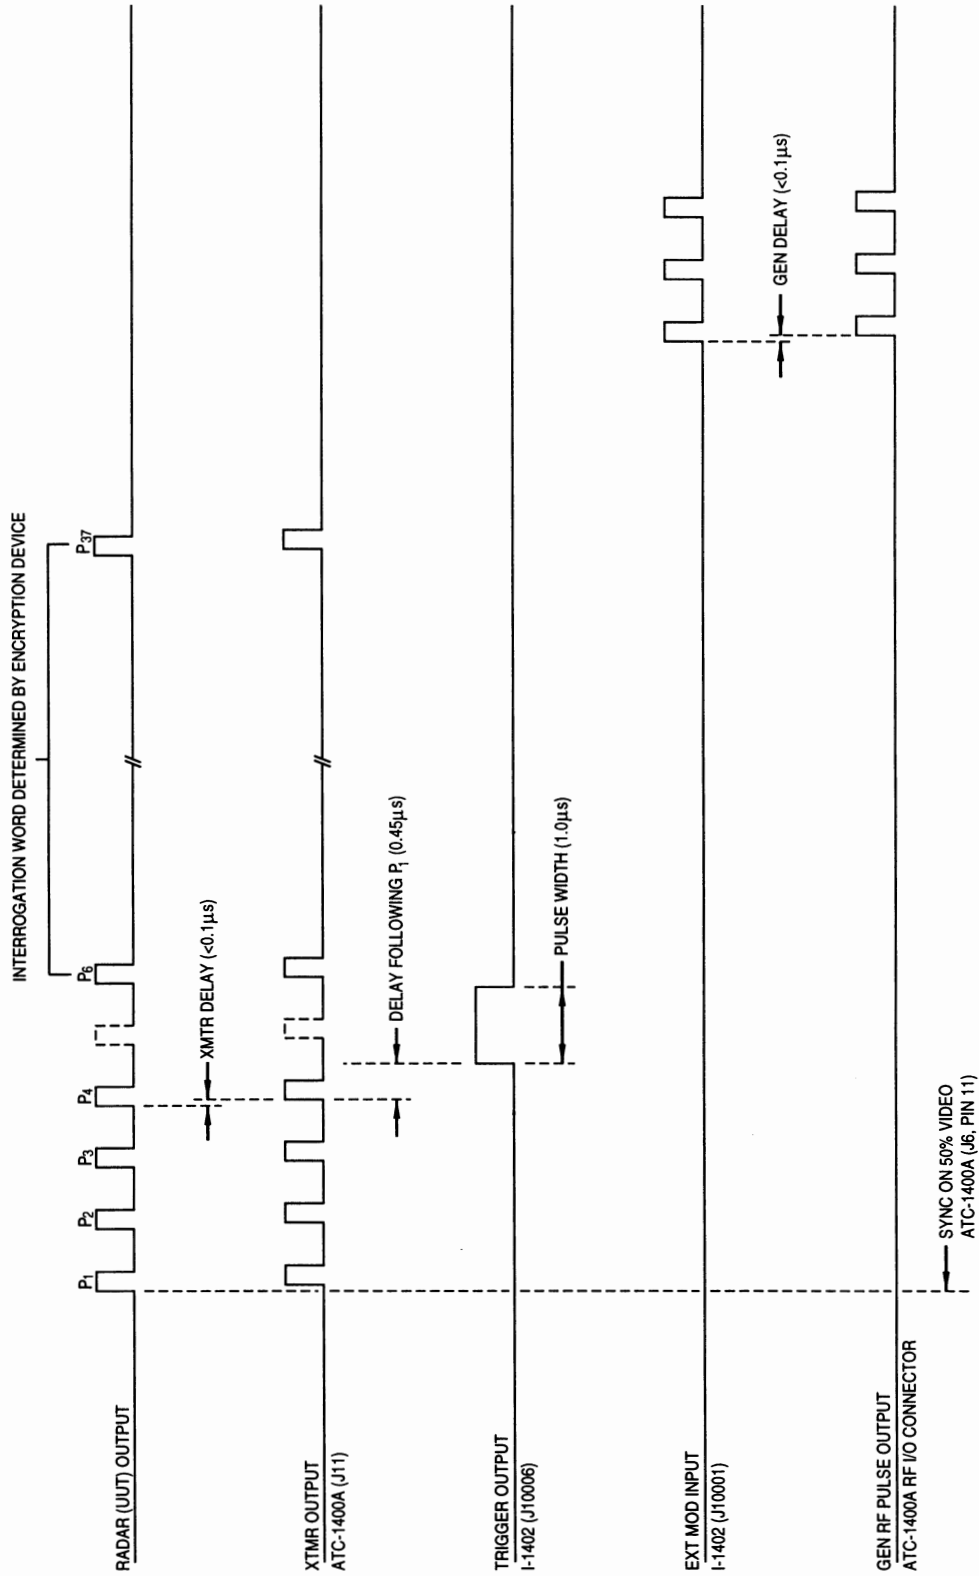 INTERROGATION WORD DETERMINED BY ENCRYPTION DEVICE
P1
P2
P3
P4
P6
P37
RADAR (UUT) OUTPUT
XMTR DELAY (<0.1µs)
XTMR OUTPUT
ATC-1400A (J11)
DELAY FOLLOWING P1 (0.45µs)
TRIGGER OUTPUT
I-1402 (J10006)
PULSE WIDTH (1.0µs)
EXT MOD INPUT
I-1402 (J10001)
GEN DELAY (<0.1µs)
GEN RF PULSE OUTPUT
ATC-1400A RF I/O CONNECTOR
SYNC ON 50% VIDEO
ATC-1400A (J6, PIN 11)